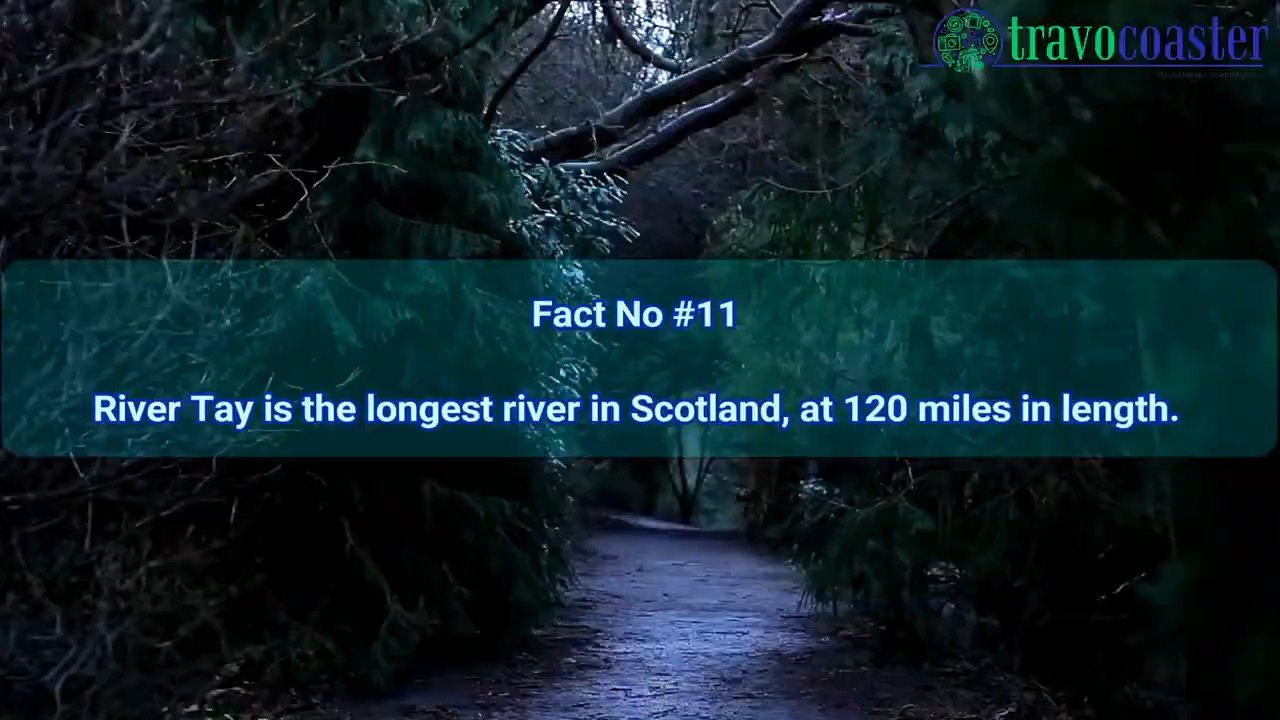 travocoaster
Fact No #11
River Tay is the longest river in Scotland, at 120 miles in length.